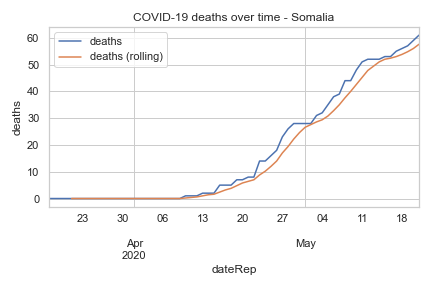 COVID-19 deaths over time - Somalia
deaths
deaths (rolling)
60
50
40
30
20
10
0
deaths
23 30 06 13 20 27 04 11 18
Apr May
2020
dateRep